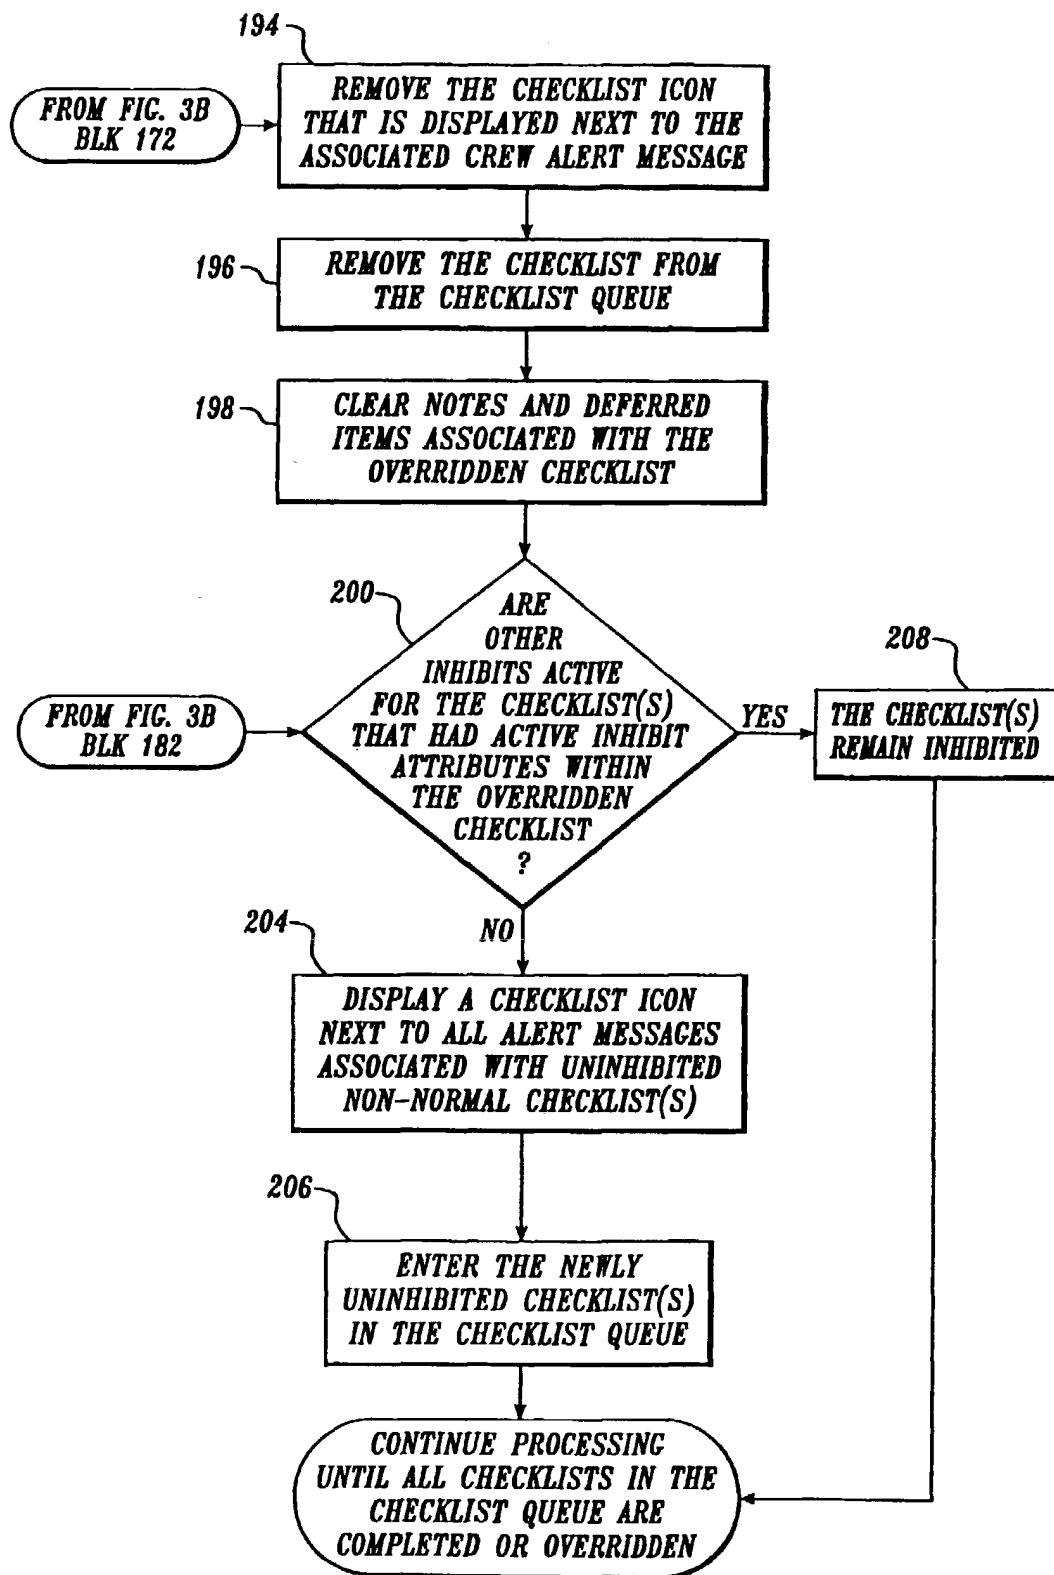 194
FROM FIG. 3B
BLK 172
REMOVE THE CHECKLIST ICON
THAT IS DISPLAYED NEXT TO THE
ASSOCIATED CREW ALERT MESSAGE
196
REMOVE THE CHECKLIST FROM
THE CHECKLIST QUEUE
198
CLEAR NOTES AND DEFERRED
ITEMS ASSOCIATED WITH THE
OVERRIDDEN CHECKLIST
200
ARE
OTHER
INHIBITS ACTIVE
FOR THE CHECKLIST(S)
THAT HAD ACTIVE INHIBIT
ATTRIBUTES WITHIN
THE OVERRIDDEN
CHECKLIST
?
FROM FIG. 3B
BLK 182
YES
208
THE CHECKLIST(S)
REMAIN INHIBITED
NO
204
DISPLAY A CHECKLIST ICON
NEXT TO ALL ALERT MESSAGES
ASSOCIATED WITH UNINHIBITED
NON-NORMAL CHECKLIST(S)
206
ENTER THE NEWLY
UNINHIBITED CHECKLIST(S)
IN THE CHECKLIST QUEUE
CONTINUE PROCESSING
UNTIL ALL CHECKLISTS IN THE
CHECKLIST QUEUE ARE
COMPLETED OR OVERRIDDEN